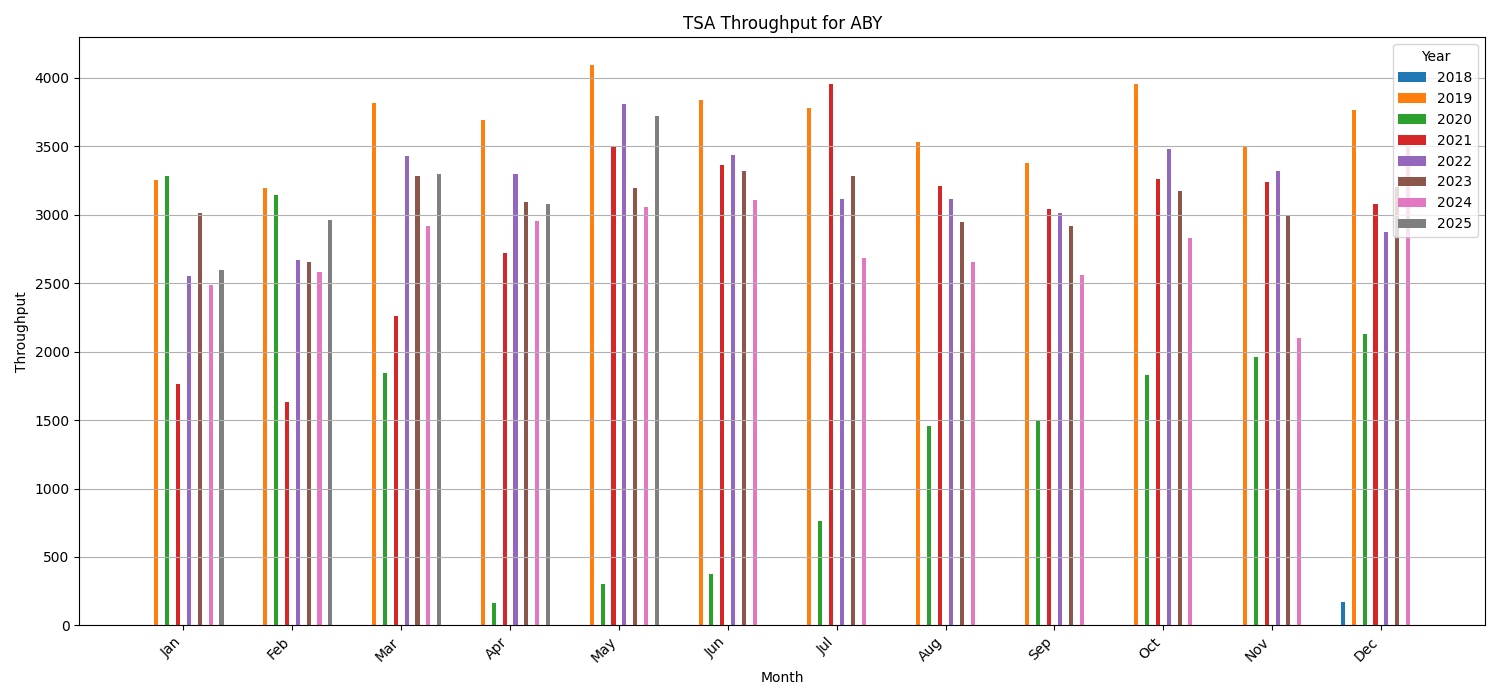 TSA Throughput for ABY
Year
2018
2019
2020
2021
2022
2023
2024
2025
Throughput
4000
3500
3000
2500
2000
1500
1000
500
0
Jan
Feb
Mar
Apr
May
Jun
Jul
Aug
Sep
Oct
Nov
Dec
Month